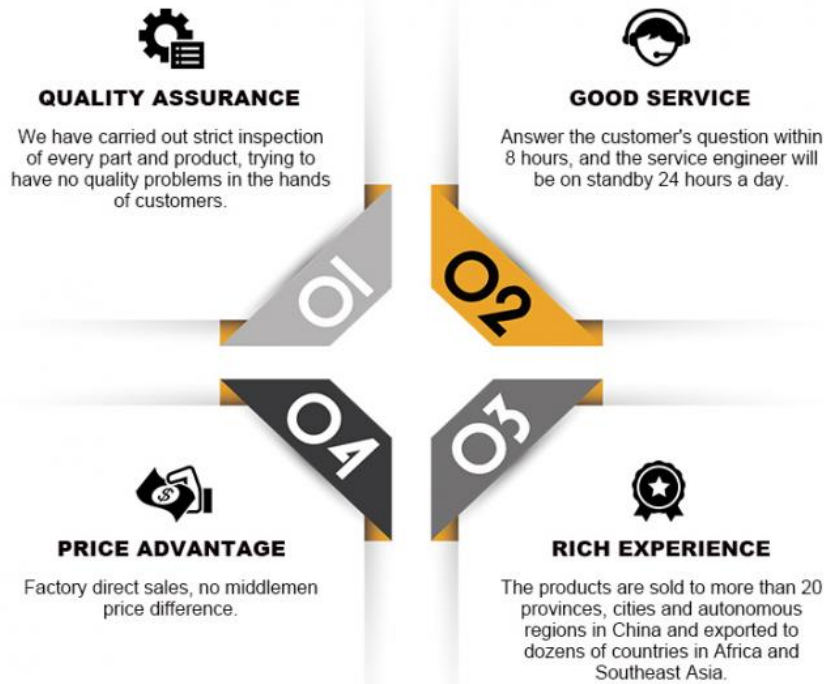 QUALITY ASSURANCE
We have carried out strict inspection
of every part and product, trying to
have no quality problems in the hands
of customers.
01
GOOD SERVICE
Answer the customer's question within
8 hours, and the service engineer will
be on standby 24 hours a day.
02
04
$
PRICE ADVANTAGE
Factory direct sales, no middlemen
price difference.
03
RICH EXPERIENCE
The products are sold to more than 20
provinces, cities and autonomous
regions in China and exported to
dozens of countries in Africa and
Southeast Asia.